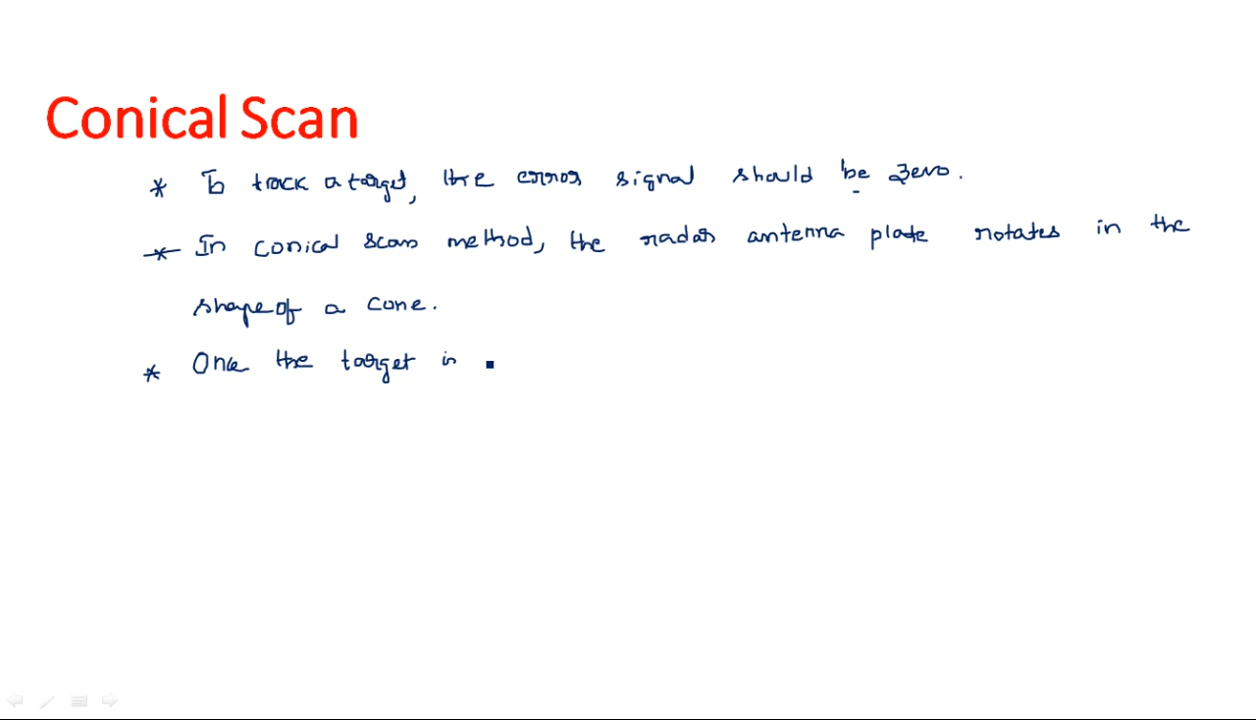 Conical Scan
* To track a target, the error signal should be zero.
* In conical scan method, the radar antenna plate rotates in the
shape of a cone.
* Once the target is